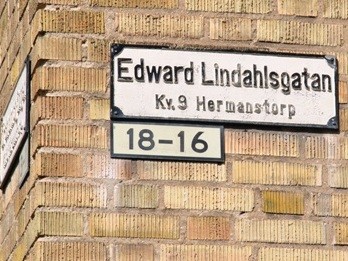 Edward Lindahlsgatan
Kv. 9 Hermanstorp
18-16